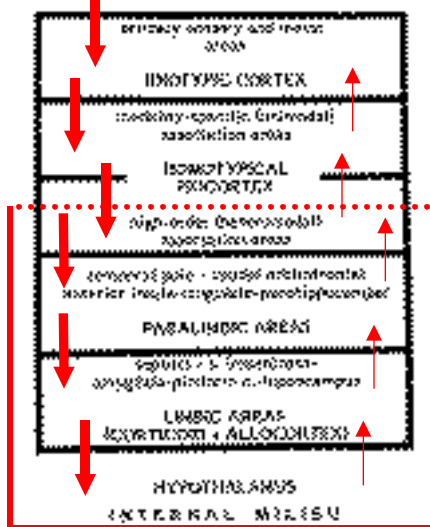 primary sensory and motor
areas
IDIOTYPIC CORTEX
modality-specific (unimodal)
association areas
HOMOTYPICAL
ISOCORTEX
high-order (heteromodal)
association areas
temporal pole - caudal orbitofrontal
anterior insula-cingulate-parahippocampal
PARALIMBIC AREAS
septum - s. innominata-
amygdala-piriform c.-hippocampus
LIMBIC AREAS
(CORTICOID + ALLOCORTEX)
HYPOTHALAMUS
INTERNAL MILIEU